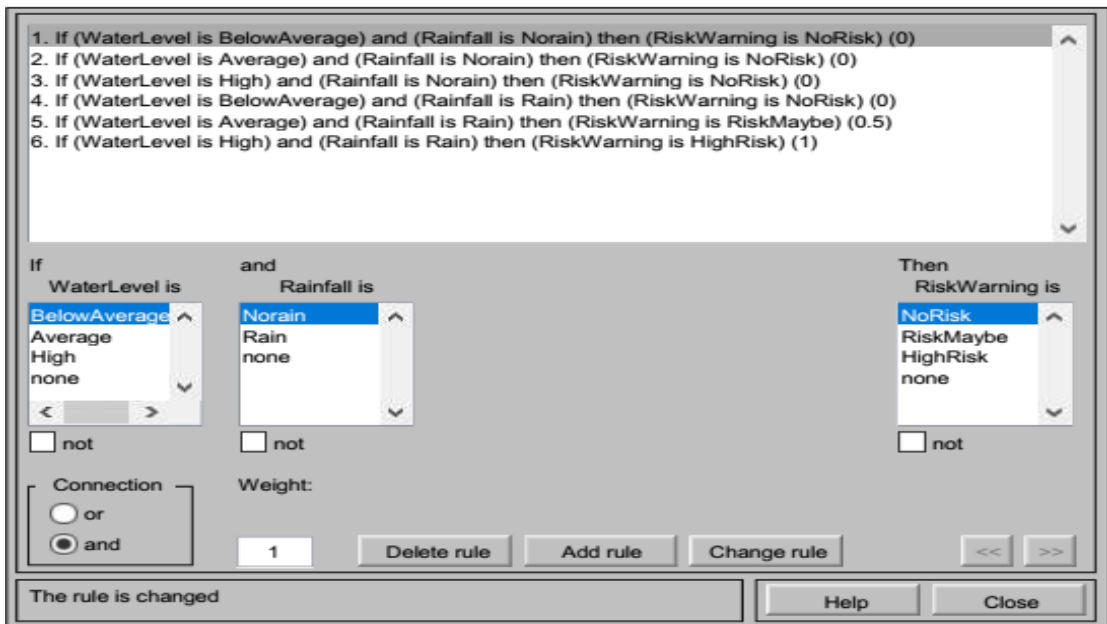 1. If (WaterLevel is BelowAverage) and (Rainfall is Norain) then (RiskWarning is NoRisk) (0)
2. If (WaterLevel is Average) and (Rainfall is Norain) then (RiskWarning is NoRisk) (0)
3. If (WaterLevel is High) and (Rainfall is Norain) then (RiskWarning is NoRisk) (0)
4. If (WaterLevel is BelowAverage) and (Rainfall is Rain) then (RiskWarning is NoRisk) (0)
5. If (WaterLevel is Average) and (Rainfall is Rain) then (RiskWarning is RiskMaybe) (0.5)
6. If (WaterLevel is High) and (Rainfall is Rain) then (RiskWarning is HighRisk) (1)
If
WaterLevel is
BelowAverage
Average
High
none
not
and
Rainfall is
Norain
Rain
none
not
Then
RiskWarning is
NoRisk
RiskMaybe
HighRisk
none
not
Connection
or
and
Weight:
1
Delete rule
Add rule
Change rule
<<
>>
The rule is changed
Help
Close